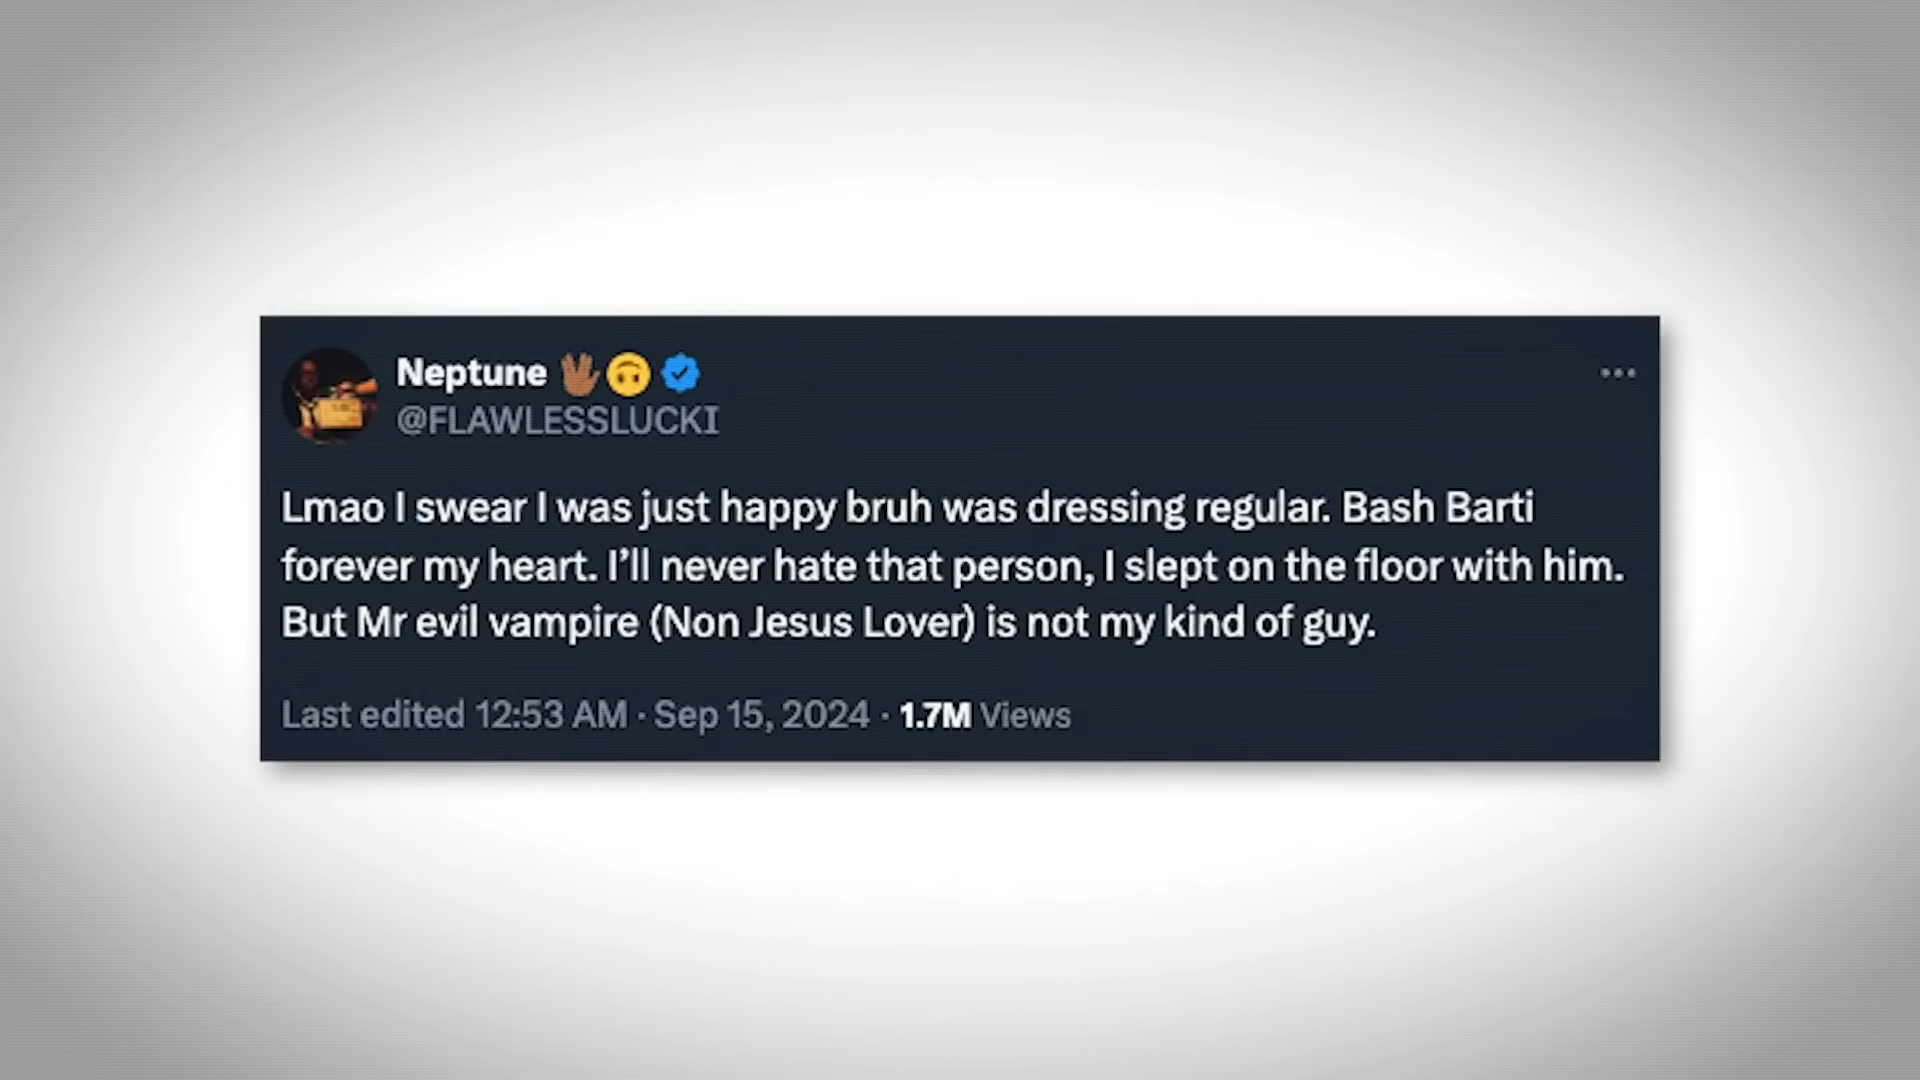 Neptune 🖖🏾🙃
@FLAWLESSLUCKI
Lmao I swear I was just happy bruh was dressing regular. Bash Barti
forever my heart. I’ll never hate that person, I slept on the floor with him.
But Mr evil vampire (Non Jesus Lover) is not my kind of guy.
Last edited 12:53 AM · Sep 15, 2024 · 1.7M Views